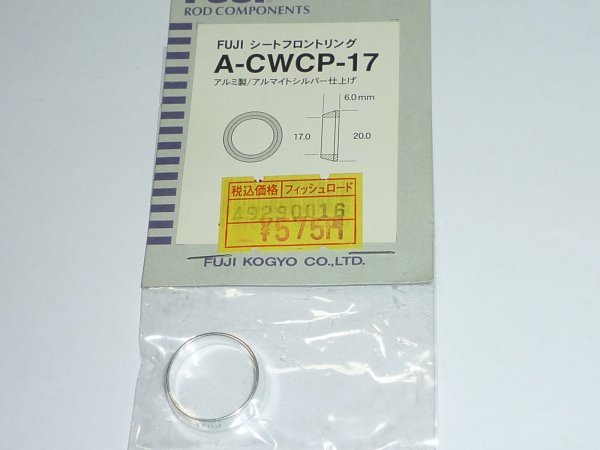 FUJI
ROD COMPONENTS
FUJI シートフロントリング
A-CWCP-17
アルミ製/アルマイトシルバー仕上げ
6.0mm
17.0
20.0
税込価格 フィッシュロード
49290016
¥575円
FUJI KOGYO CO.,LTD.